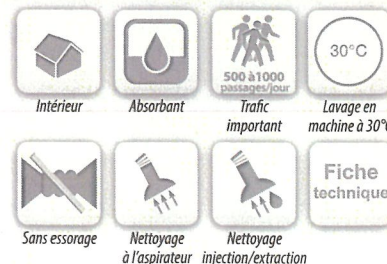 500 à1000
passages/jour
30°C
Intérieur
Absorbant
Trafic
important
Lavage en
machine à 30°C
Fiche
technique
Sans essorage
Nettoyage
à l'aspirateur
Nettoyage
injection/extraction